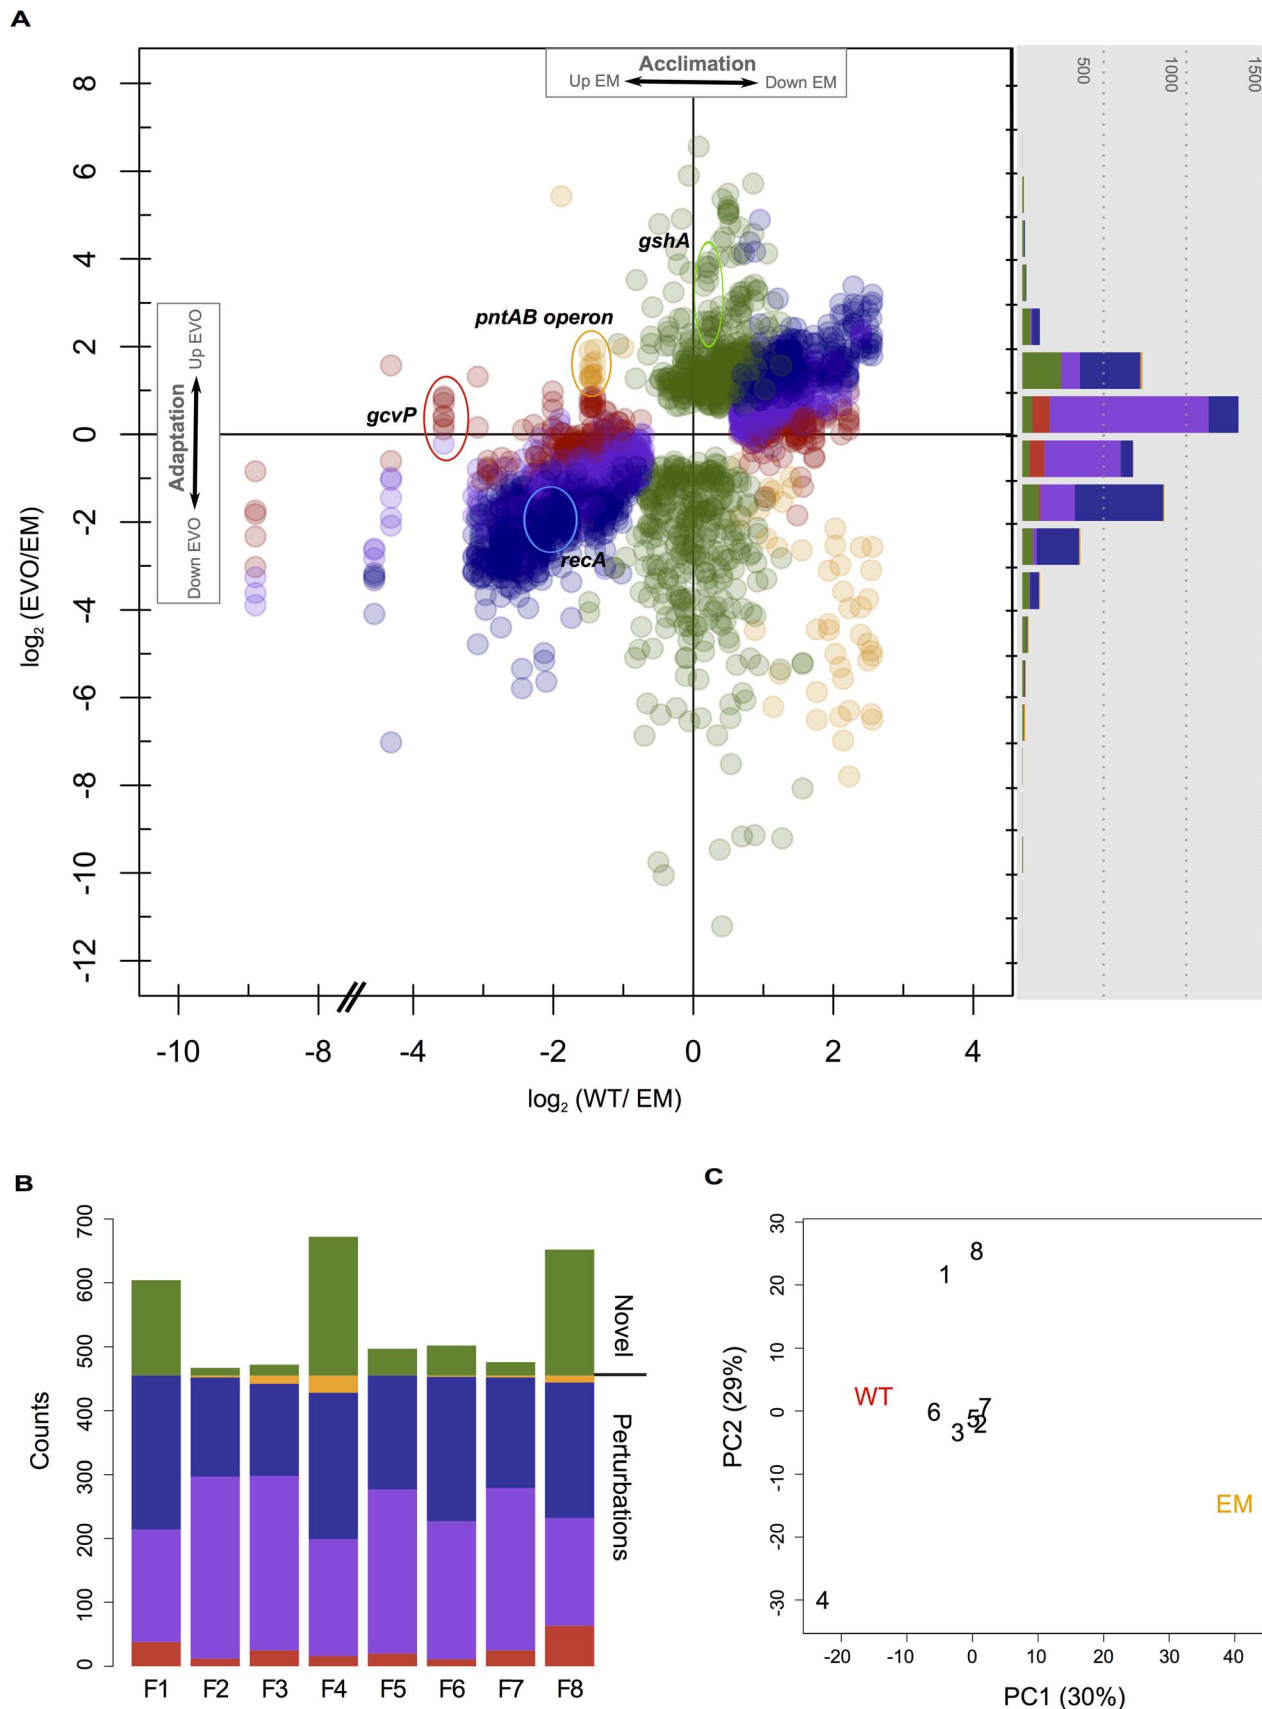 A
Acclimation
Up EM
Down EM
500
1000
1500
8
6
4
2
0
-2
-4
-6
-8
-10
-12
gshA
pntAB operon
gcvP
recA
Up EVO
Adaptation
Down EVO
log2 (EVO/EM)
-10
-8
-4
-2
0
2
4
log2 (WT/ EM)
B
700
600
500
400
300
200
100
0
Counts
Novel
Perturbations
F1
F2
F3
F4
F5
F6
F7
F8
C
30
20
10
0
-10
-20
-30
PC2 (29%)
8
1
WT
6
7
5
2
3
EM
4
-20
-10
0
10
20
30
40
PC1 (30%)